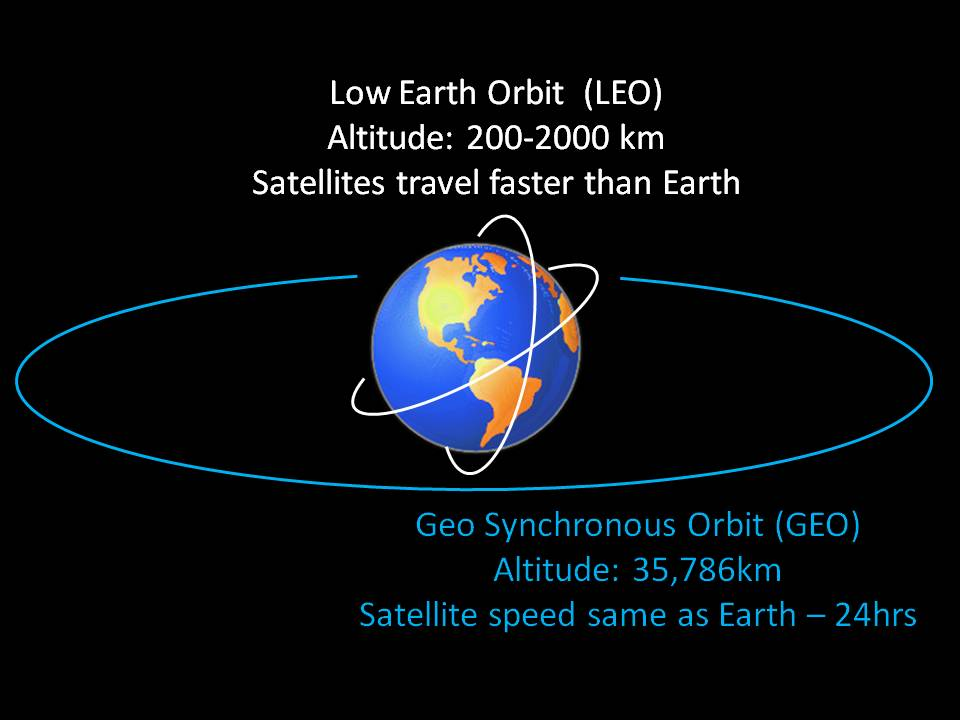 Low Earth Orbit (LEO)
Altitude: 200-2000 km
Satellites travel faster than Earth
Geo Synchronous Orbit (GEO)
Altitude: 35,786km
Satellite speed same as Earth – 24hrs